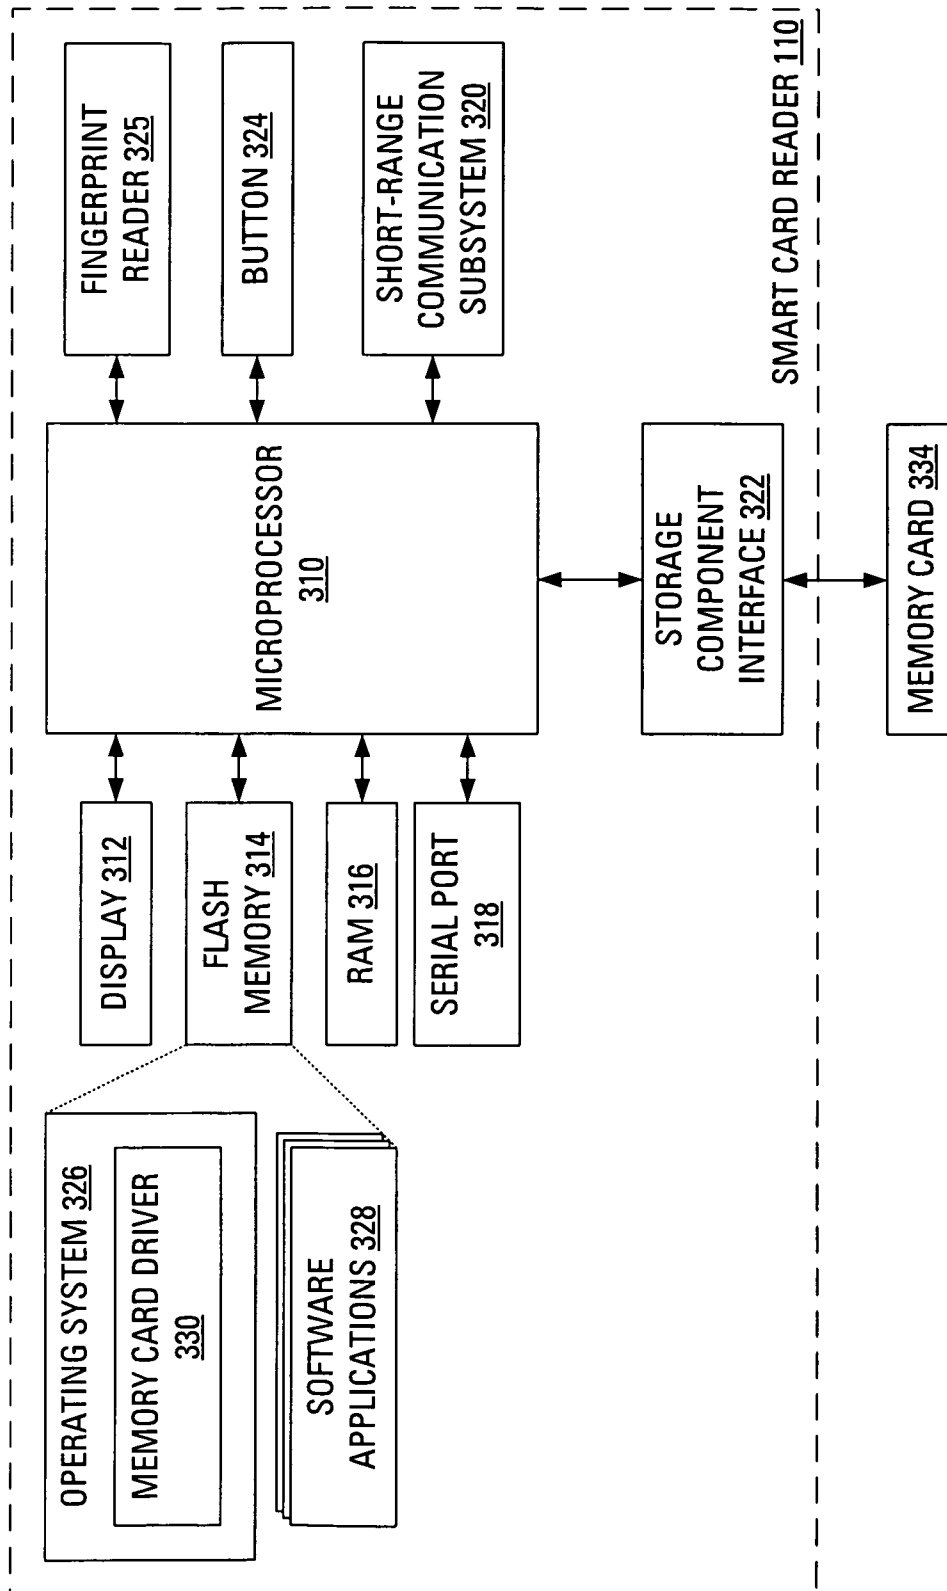 OPERATING SYSTEM 326
MEMORY CARD DRIVER
330
SOFTWARE
APPLICATIONS 328
DISPLAY 312
FLASH
MEMORY 314
RAM 316
SERIAL PORT
318
MICROPROCESSOR
310
FINGERPRINT
READER 325
BUTTON 324
SHORT-RANGE
COMMUNICATION
SUBSYSTEM 320
STORAGE
COMPONENT
INTERFACE 322
SMART CARD READER 110
MEMORY CARD 334